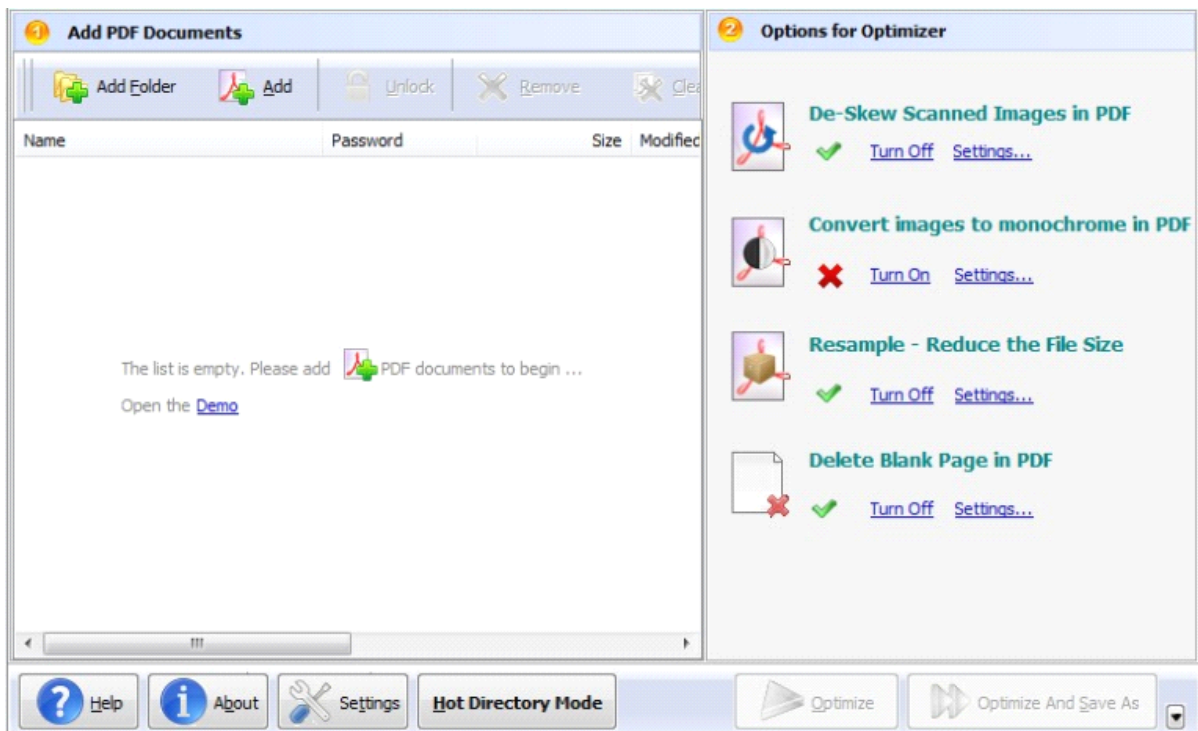 1 Add PDF Documents
Add Folder Add Unlock Remove
Name Password Size Modified
The list is empty. Please add PDF documents to begin ...
Open the Demo
2 Options for Optimizer
De-Skew Scanned Images in PDF
Turn Off Settings...
Convert images to monochrome in PDF
Turn On Settings...
Resample - Reduce the File Size
Turn Off Settings...
Delete Blank Page in PDF
Turn Off Settings...
Help About Settings Hot Directory Mode Optimize Optimize And Save As